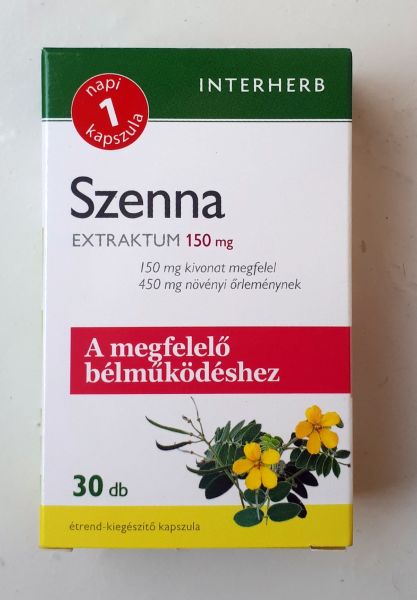 napi
1
kapszula
INTERHERB
Szenna
EXTRAKTUM 150 mg
150 mg kivonat megfelel
450 mg növényi őrleménynek
A megfelelő
bélműködéshez
30 db
étrend-kiegészítő kapszula